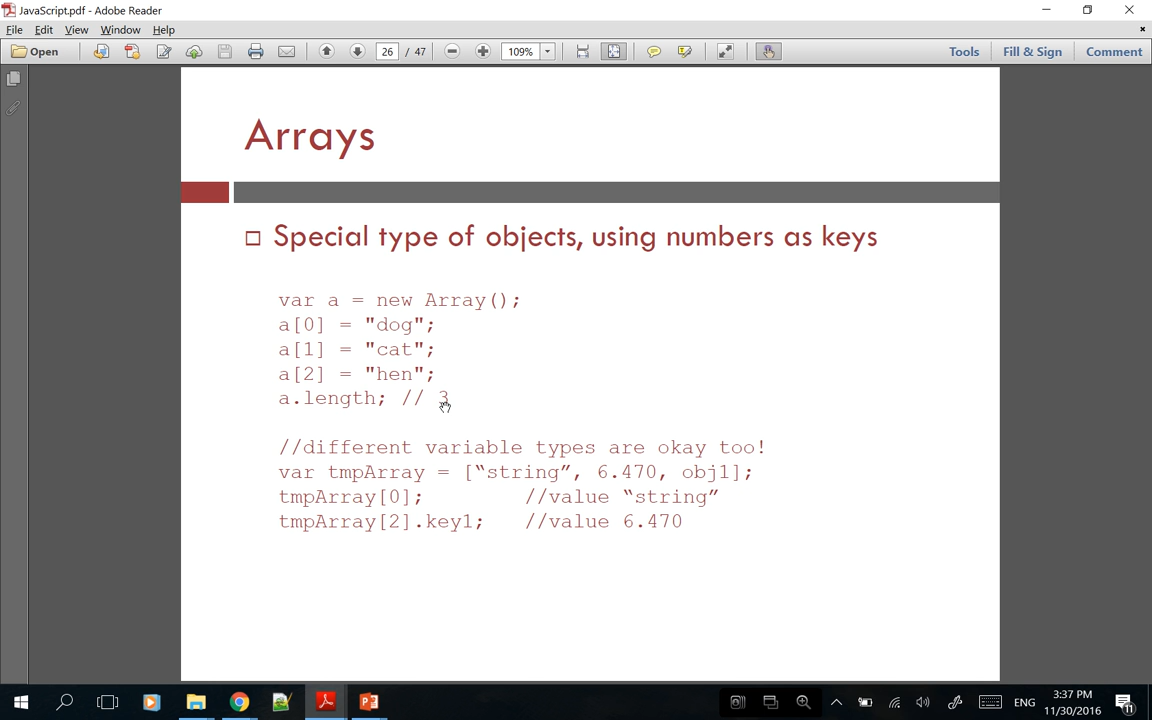 JavaScript.pdf - Adobe Reader
File Edit View Window Help
Open 26 / 47 109% Tools Fill & Sign Comment
Arrays
Special type of objects, using numbers as keys
var a = new Array();
a[0] = "dog";
a[1] = "cat";
a[2] = "hen";
a.length; // 3
//different variable types are okay too!
var tmpArray = [“string”, 6.470, obj1];
tmpArray[0]; //value “string”
tmpArray[2].key1; //value 6.470
ENG 3:37 PM
11/30/2016 11